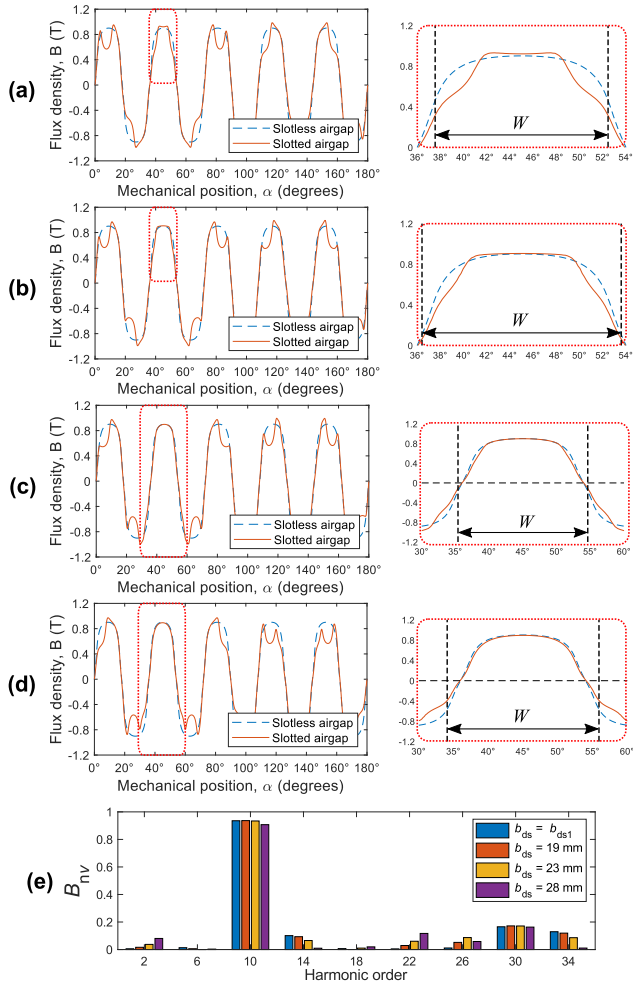 (a)
Flux density, B (T)
1.2
0.8
0.4
0
-0.4
-0.8
-1.2
Slotless airgap
Slotted airgap
0° 20° 40° 60° 80° 100° 120° 140° 160° 180°
Mechanical position, α (degrees)
1.2
0.8
0.4
0
W
36° 38° 40° 42° 44° 46° 48° 50° 52° 54°
(b)
Flux density, B (T)
1.2
0.8
0.4
0
-0.4
-0.8
-1.2
Slotless airgap
Slotted airgap
0° 20° 40° 60° 80° 100° 120° 140° 160° 180°
Mechanical position, α (degrees)
1.2
0.8
0.4
0
W
36° 38° 40° 42° 44° 46° 48° 50° 52° 54°
(c)
Flux density, B (T)
1.2
0.8
0.4
0
-0.4
-0.8
-1.2
Slotless airgap
Slotted airgap
0° 20° 40° 60° 80° 100° 120° 140° 160° 180°
Mechanical position, α (degrees)
1.2
0.8
0.4
0
-0.4
-0.8
-1.2
W
30° 35° 40° 45° 50° 55° 60°
(d)
Flux density, B (T)
1.2
0.8
0.4
0
-0.4
-0.8
-1.2
Slotless airgap
Slotted airgap
0° 20° 40° 60° 80° 100° 120° 140° 160° 180°
Mechanical position, α (degrees)
1.2
0.8
0.4
0
-0.4
-0.8
-1.2
W
30° 35° 40° 45° 50° 55° 60°
(e)
Bnv
1
0.8
0.6
0.4
0.2
0
bds = bds1
bds = 19 mm
bds = 23 mm
bds = 28 mm
2 6 10 14 18 22 26 30 34
Harmonic order